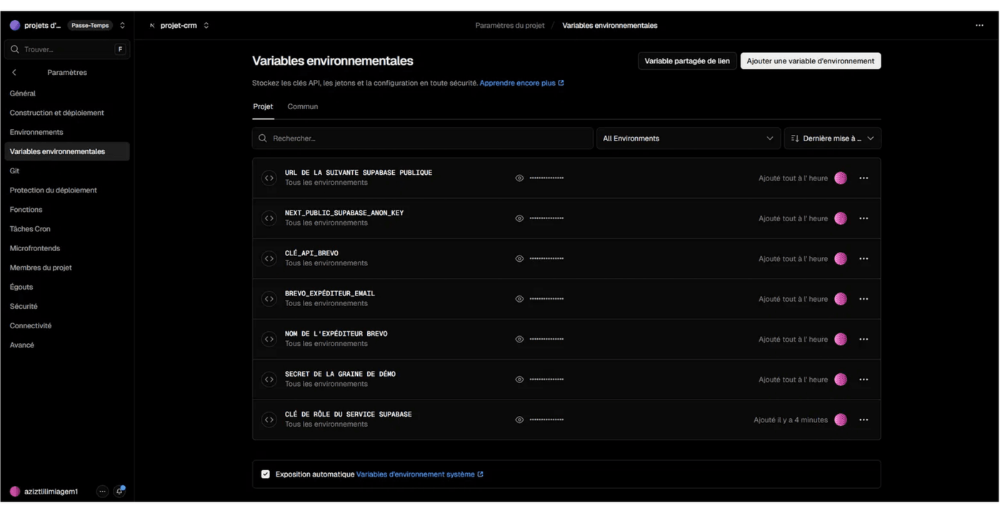 projets d'... Passe-Temps
projet-crm
Paramètres du projet / Variables environnementales
Trouver... F
Paramètres
Général
Construction et déploiement
Environnements
Variables environnementales
Git
Protection du déploiement
Fonctions
Tâches Cron
Microfrontends
Membres du projet
Égouts
Sécurité
Connectivité
Avancé
aziztlilimiagem1
Variables environnementales
Variable partagée de lien
Ajouter une variable d'environnement
Stockez les clés API, les jetons et la configuration en toute sécurité. Apprendre encore plus
Projet Commun
Rechercher...
All Environments
Dernière mise à ...
URL DE LA SUIVANTE SUPABASE PUBLIQUE
Tous les environnements
Ajouté tout à l' heure
NEXT_PUBLIC_SUPABASE_ANON_KEY
Tous les environnements
Ajouté tout à l' heure
CLÉ_API_BREVO
Tous les environnements
Ajouté tout à l' heure
BREVO_EXPÉDITEUR_EMAIL
Tous les environnements
Ajouté tout à l' heure
NOM DE L'EXPÉDITEUR BREVO
Tous les environnements
Ajouté tout à l' heure
SECRET DE LA GRAINE DE DÉMO
Tous les environnements
Ajouté tout à l' heure
CLÉ DE RÔLE DU SERVICE SUPABASE
Tous les environnements
Ajouté il y a 4 minutes
Exposition automatique Variables d'environnement système